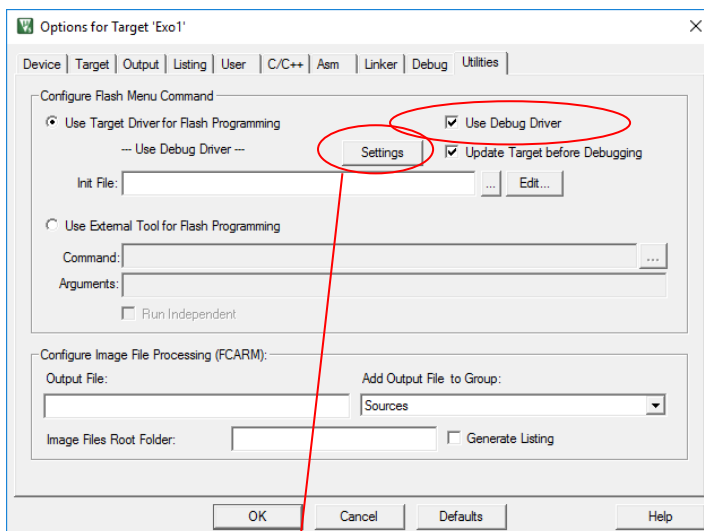 Options for Target 'Exo1'
Device | Target | Output | Listing | User | C/C++ | Asm | Linker | Debug | Utilities
Configure Flash Menu Command
Use Target Driver for Flash Programming
Use Debug Driver
--- Use Debug Driver ---
Settings
Update Target before Debugging
Init File:
...
Edit...
Use External Tool for Flash Programming
Command:
...
Arguments:
Run Independent
Configure Image File Processing (FCARM):
Output File:
Add Output File to Group:
Sources
Image Files Root Folder:
Generate Listing
OK
Cancel
Defaults
Help